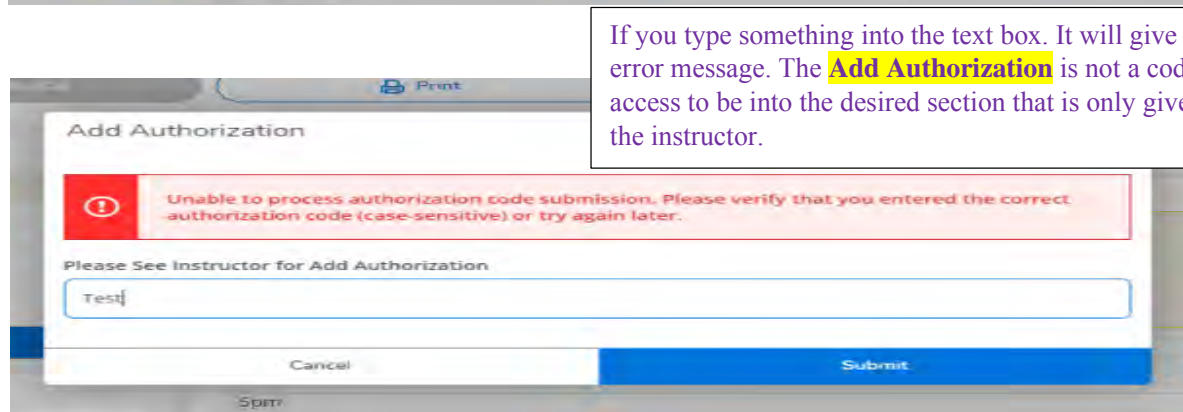 If you type something into the text box. It will give
error message. The Add Authorization is not a cod
access to be into the desired section that is only give
the instructor.
Print
Add Authorization
Unable to process authorization code submission. Please verify that you entered the correct
authorization code (case-sensitive) or try again later.
Please See Instructor for Add Authorization
Test
Cancel
Submit
5pm